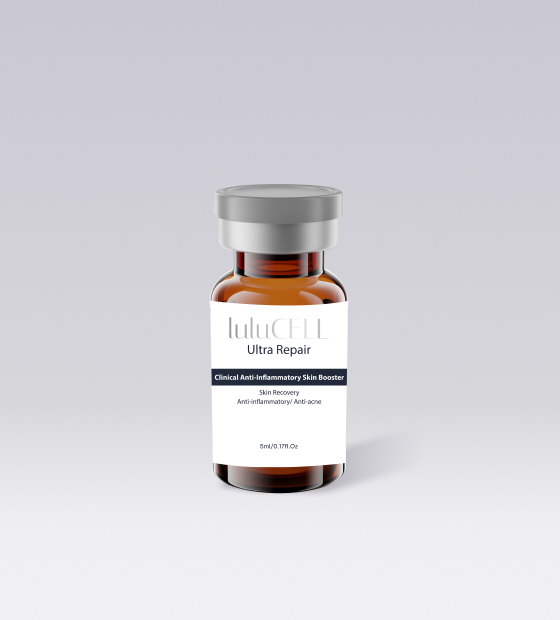 luluCELL
Ultra Repair
Clinical Anti-Inflammatory Skin Booster
Skin Recovery
Anti-inflammatory/ Anti-acne
5ml/0.17fl.Oz